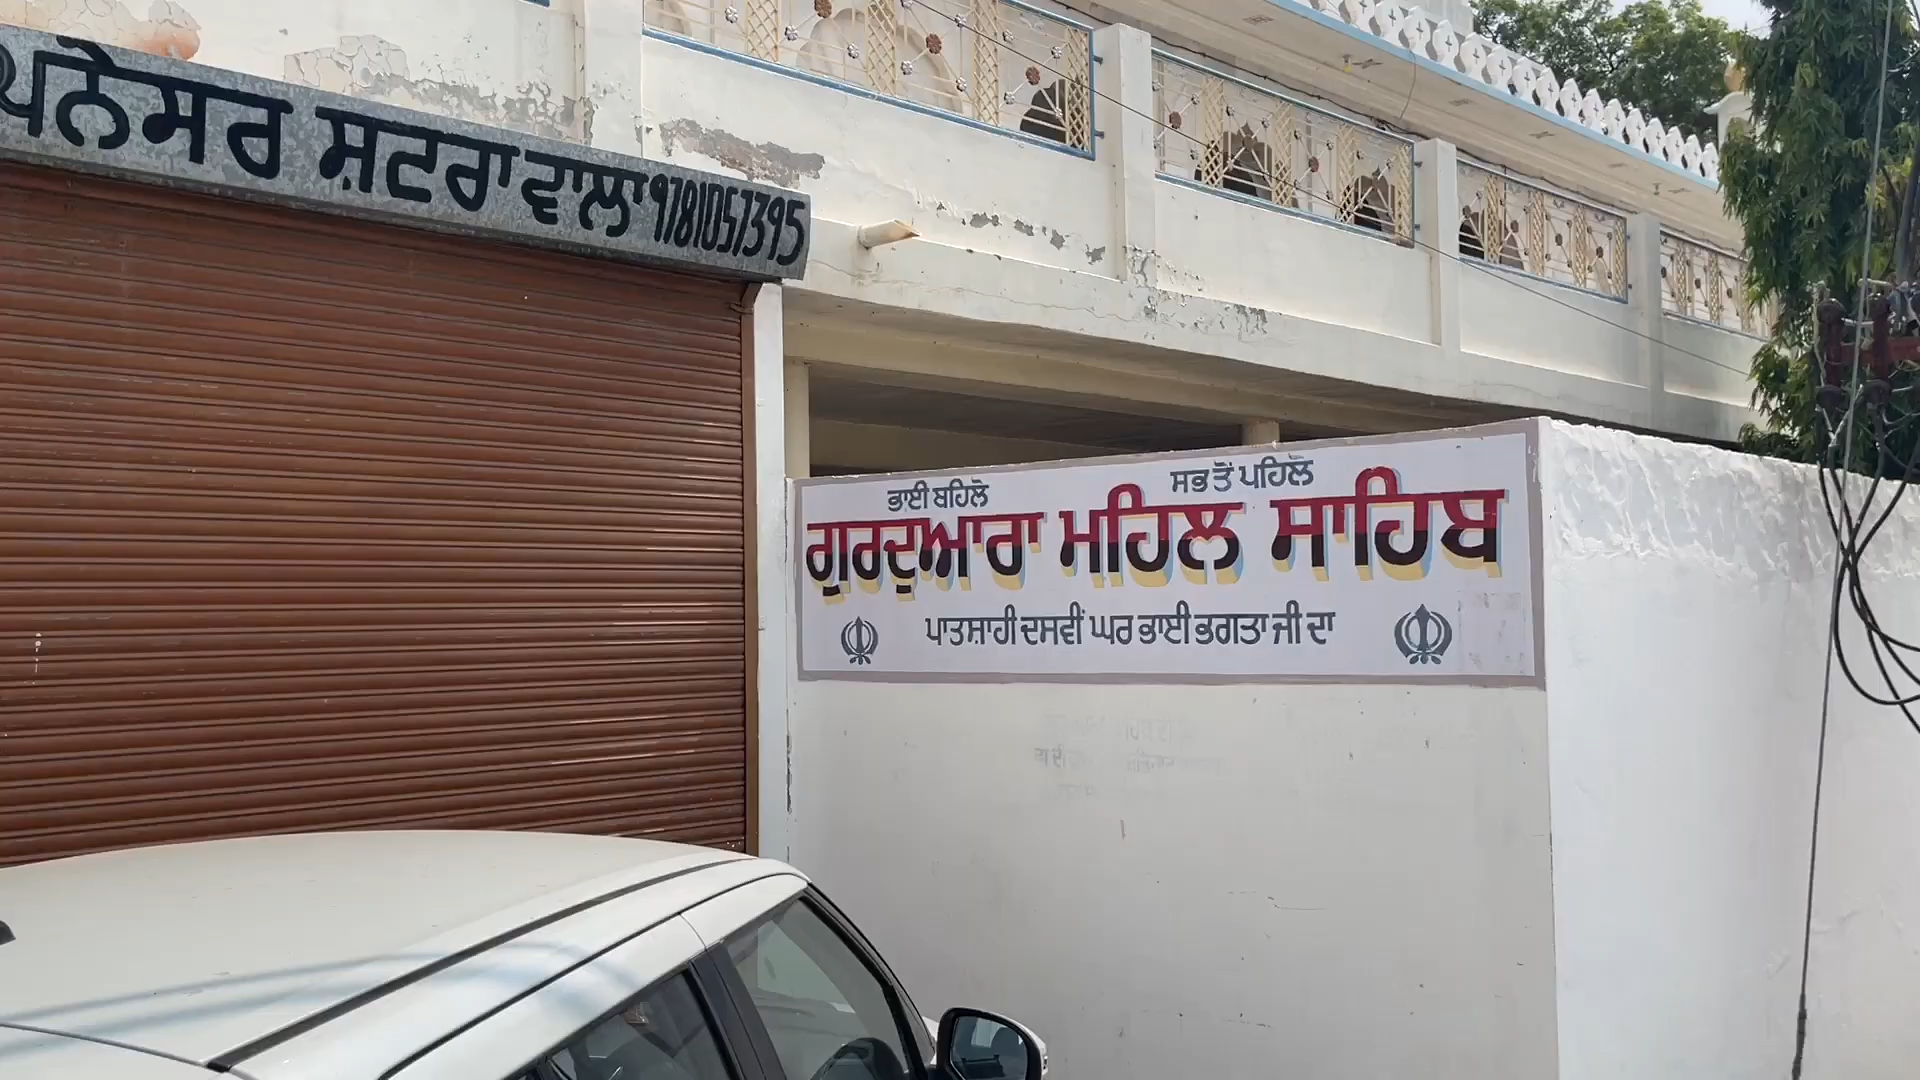 ਪਨੇਸਰ ਸ਼ਟਰਾਂ ਵਾਲਾ 9781057395
ਭਾਈ ਬਹਿਲੋ ਸਭ ਤੋਂ ਪਹਿਲੋ
ਗੁਰਦੁਆਰਾ ਮਹਿਲ ਸਾਹਿਬ
ਪਾਤਸ਼ਾਹੀ ਦਸਵੀਂ ਘਰ ਭਾਈ ਭਗਤਾ ਜੀ ਦਾ